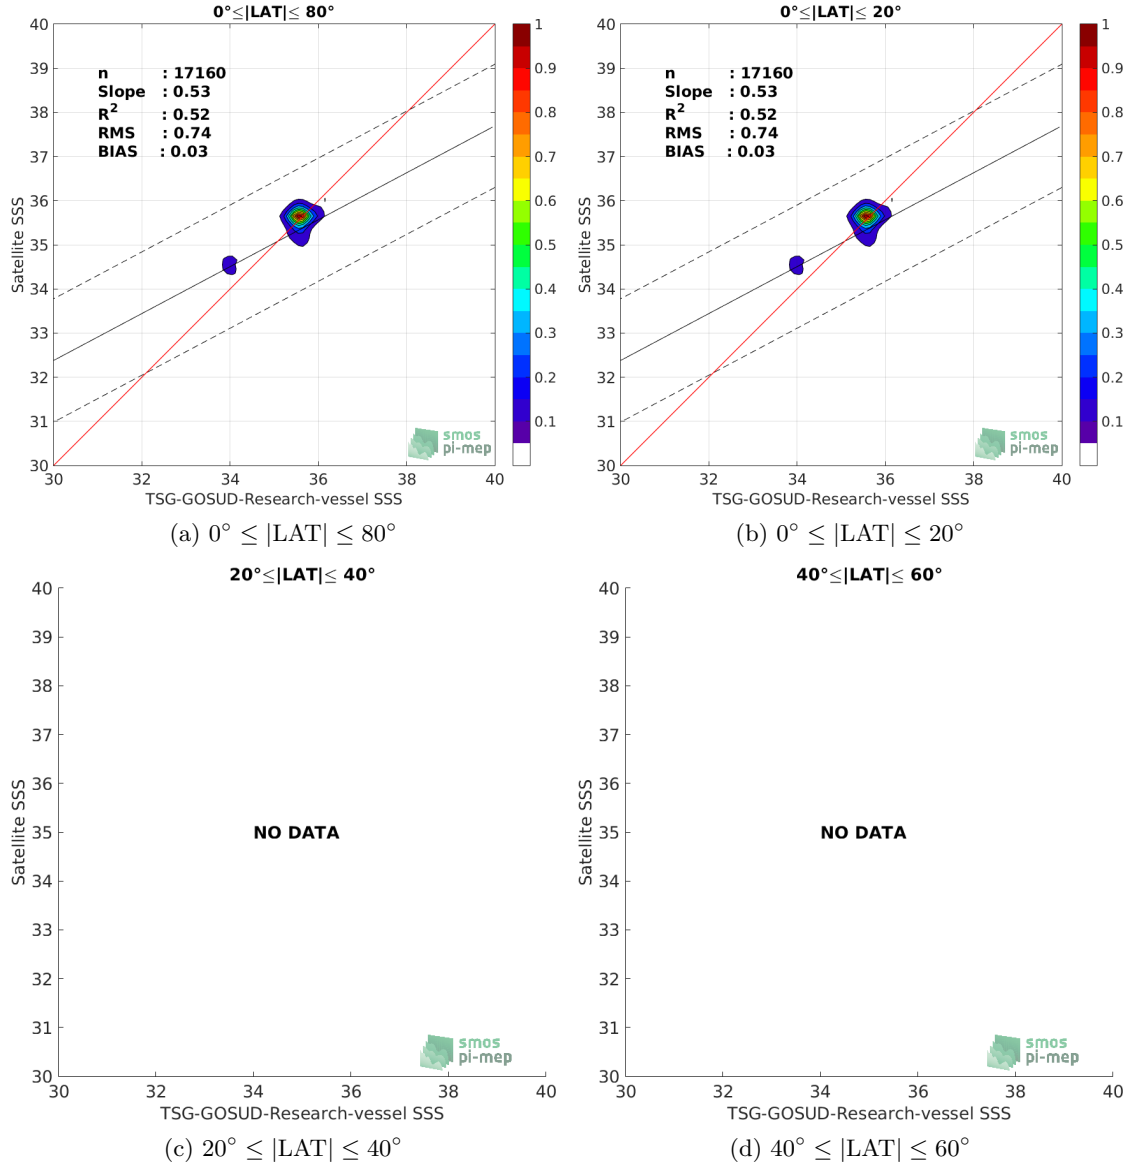 0°≤|LAT|≤ 80°
40
39
38
37
36
35
34
33
32
31
30
Satellite SSS
n : 17160
Slope : 0.53
R² : 0.52
RMS : 0.74
BIAS : 0.03
smos
pi-mep
30 32 34 36 38 40
TSG-GOSUD-Research-vessel SSS
1
0.9
0.8
0.7
0.6
0.5
0.4
0.3
0.2
0.1
(a) 0° ≤ |LAT| ≤ 80°
0°≤|LAT|≤ 20°
40
39
38
37
36
35
34
33
32
31
30
Satellite SSS
n : 17160
Slope : 0.53
R² : 0.52
RMS : 0.74
BIAS : 0.03
smos
pi-mep
30 32 34 36 38 40
TSG-GOSUD-Research-vessel SSS
1
0.9
0.8
0.7
0.6
0.5
0.4
0.3
0.2
0.1
(b) 0° ≤ |LAT| ≤ 20°
20°≤|LAT|≤ 40°
40
39
38
37
36
35
34
33
32
31
30
Satellite SSS
NO DATA
smos
pi-mep
30 32 34 36 38 40
TSG-GOSUD-Research-vessel SSS
(c) 20° ≤ |LAT| ≤ 40°
40°≤|LAT|≤ 60°
40
39
38
37
36
35
34
33
32
31
30
Satellite SSS
NO DATA
smos
pi-mep
30 32 34 36 38 40
TSG-GOSUD-Research-vessel SSS
(d) 40° ≤ |LAT| ≤ 60°